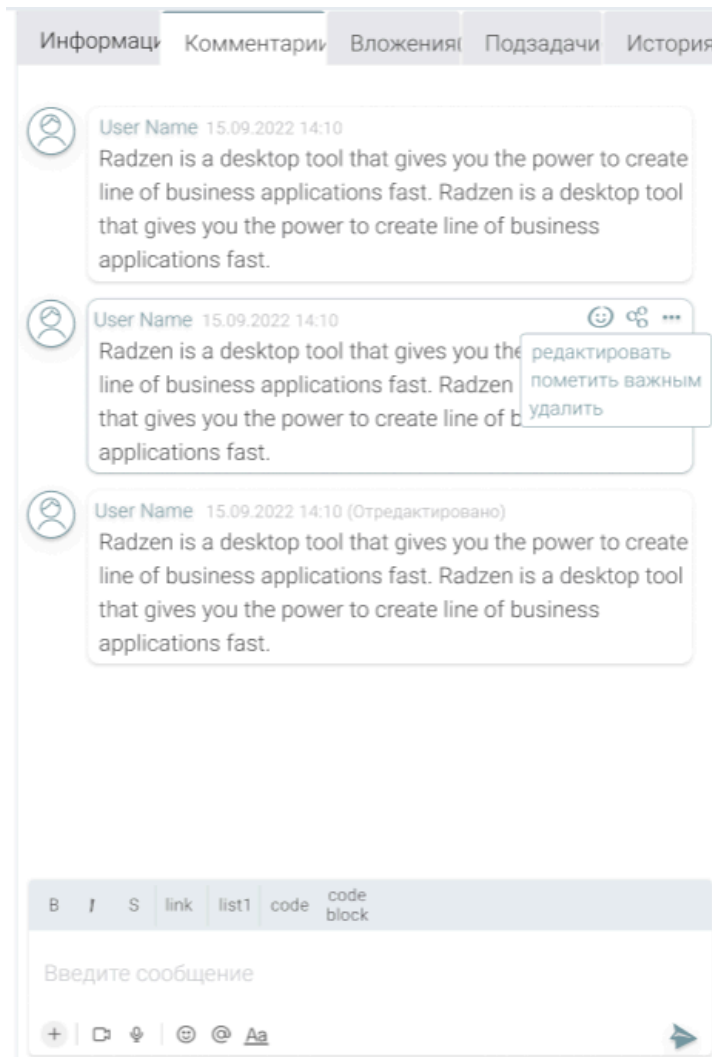 Информаци Комментарии Вложения( Подзадачи История
User Name 15.09.2022 14:10
Radzen is a desktop tool that gives you the power to create
line of business applications fast. Radzen is a desktop tool
that gives you the power to create line of business
applications fast.
User Name 15.09.2022 14:10
Radzen is a desktop tool that gives you the
редактировать
line of business applications fast. Radzen
пометить важным
that gives you the power to create line of b
удалить
applications fast.
User Name 15.09.2022 14:10 (Отредактировано)
Radzen is a desktop tool that gives you the power to create
line of business applications fast. Radzen is a desktop tool
that gives you the power to create line of business
applications fast.
B I S link list1 code code block
Введите сообщение
Aa